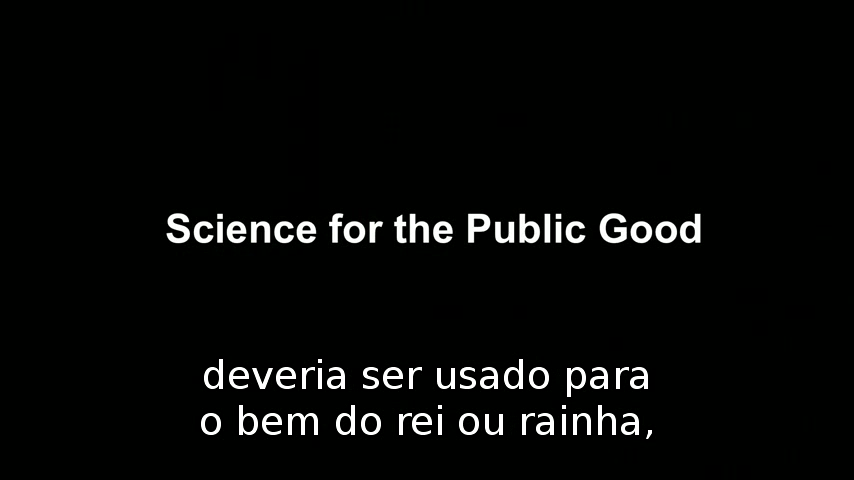 Science for the Public Good
deveria ser usado para
o bem do rei ou rainha,